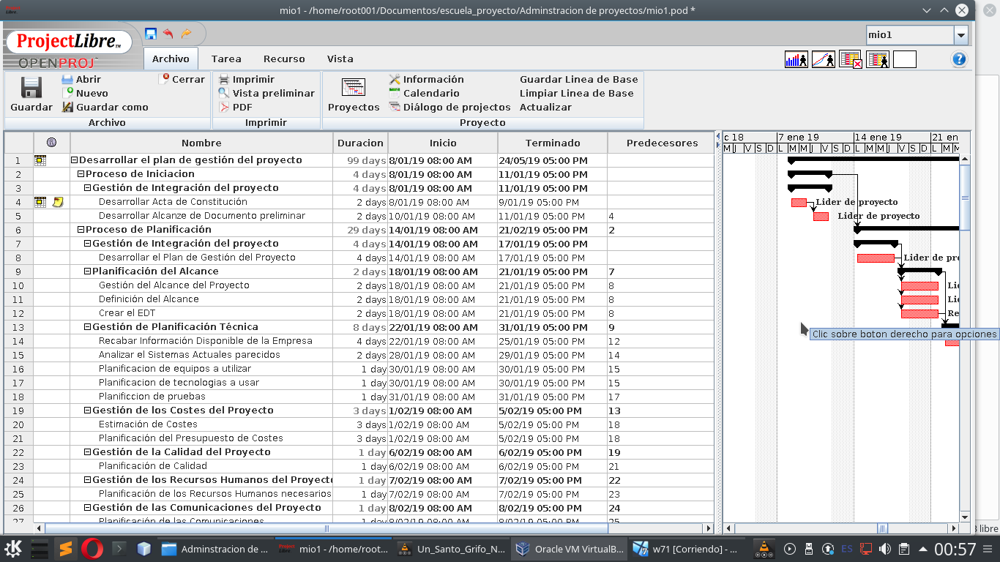 mio1 - /home/root001/Documentos/escuela_proyecto/Adminstracion de proyectos/mio1.pod *
ProjectLibre™
OPENPROJ
mio1
Archivo Tarea Recurso Vista
Guardar
Abrir
Nuevo
Guardar como
Cerrar
Archivo
Imprimir
Vista preliminar
PDF
Imprimir
Proyectos
Información
Calendario
Diálogo de projectos
Guardar Linea de Base
Limpiar Linea de Base
Actualizar
Proyecto
Nombre Duracion Inicio Terminado Predecesores
c 18 7 ene 19 14 ene 19 21 en
M J V S D L M M J V S D L M M J V S D L M M
1 Desarrollar el plan de gestión del proyecto 99 days 8/01/19 08:00 AM 24/05/19 05:00 PM
2 Proceso de Iniciacion 4 days 8/01/19 08:00 AM 11/01/19 05:00 PM
3 Gestión de Integración del proyecto 4 days 8/01/19 08:00 AM 11/01/19 05:00 PM
4 Desarrollar Acta de Constitución 2 days 8/01/19 08:00 AM 9/01/19 05:00 PM Lider de proyecto
5 Desarrollar Alcanze de Documento preliminar 2 days 10/01/19 08:00 AM 11/01/19 05:00 PM 4 Lider de proyecto
6 Proceso de Planificación 29 days 14/01/19 08:00 AM 21/02/19 05:00 PM 2
7 Gestión de Integración del proyecto 4 days 14/01/19 08:00 AM 17/01/19 05:00 PM
8 Desarrollar el Plan de Gestión del Proyecto 4 days 14/01/19 08:00 AM 17/01/19 05:00 PM Lider de pr
9 Planificación del Alcance 2 days 18/01/19 08:00 AM 21/01/19 05:00 PM 7
10 Gestión del Alcance del Proyecto 2 days 18/01/19 08:00 AM 21/01/19 05:00 PM 8
11 Definición del Alcance 2 days 18/01/19 08:00 AM 21/01/19 05:00 PM 8
12 Crear el EDT 2 days 18/01/19 08:00 AM 21/01/19 05:00 PM 8 Re
13 Gestión de Planificación Técnica 8 days 22/01/19 08:00 AM 31/01/19 05:00 PM 9
Clic sobre boton derecho para opciones
14 Recabar Información Disponible de la Empresa 4 days 22/01/19 08:00 AM 25/01/19 05:00 PM 12
15 Analizar el Sistemas Actuales parecidos 2 days 28/01/19 08:00 AM 29/01/19 05:00 PM 14
16 Planificacion de equipos a utilizar 1 day 30/01/19 08:00 AM 30/01/19 05:00 PM 15
17 Planificacion de tecnologias a usar 1 day 30/01/19 08:00 AM 30/01/19 05:00 PM 15
18 Planificcion de pruebas 1 day 31/01/19 08:00 AM 31/01/19 05:00 PM 17
19 Gestión de los Costes del Proyecto 3 days 1/02/19 08:00 AM 5/02/19 05:00 PM 13
20 Estimación de Costes 3 days 1/02/19 08:00 AM 5/02/19 05:00 PM 18
21 Planificación del Presupuesto de Costes 3 days 1/02/19 08:00 AM 5/02/19 05:00 PM 18
22 Gestión de la Calidad del Proyecto 1 day 6/02/19 08:00 AM 6/02/19 05:00 PM 19
23 Planificación de Calidad 1 day 6/02/19 08:00 AM 6/02/19 05:00 PM 21
24 Gestión de los Recursos Humanos del Proyecto 1 day 7/02/19 08:00 AM 7/02/19 05:00 PM 22
25 Planificación de los Recursos Humanos necesarios 1 day 7/02/19 08:00 AM 7/02/19 05:00 PM 23
26 Gestión de las Comunicaciones del Proyecto 1 day 8/02/19 08:00 AM 8/02/19 05:00 PM 24
27 Planificación de las Comunicaciones 1 day 8/02/19 08:00 AM 8/02/19 05:00 PM 25
libre
Adminstracion de ... mio1 - /home/root... Un_Santo_Grifo_N... Oracle VM VirtualB... w71 [Corriendo] - ... ES 00:57